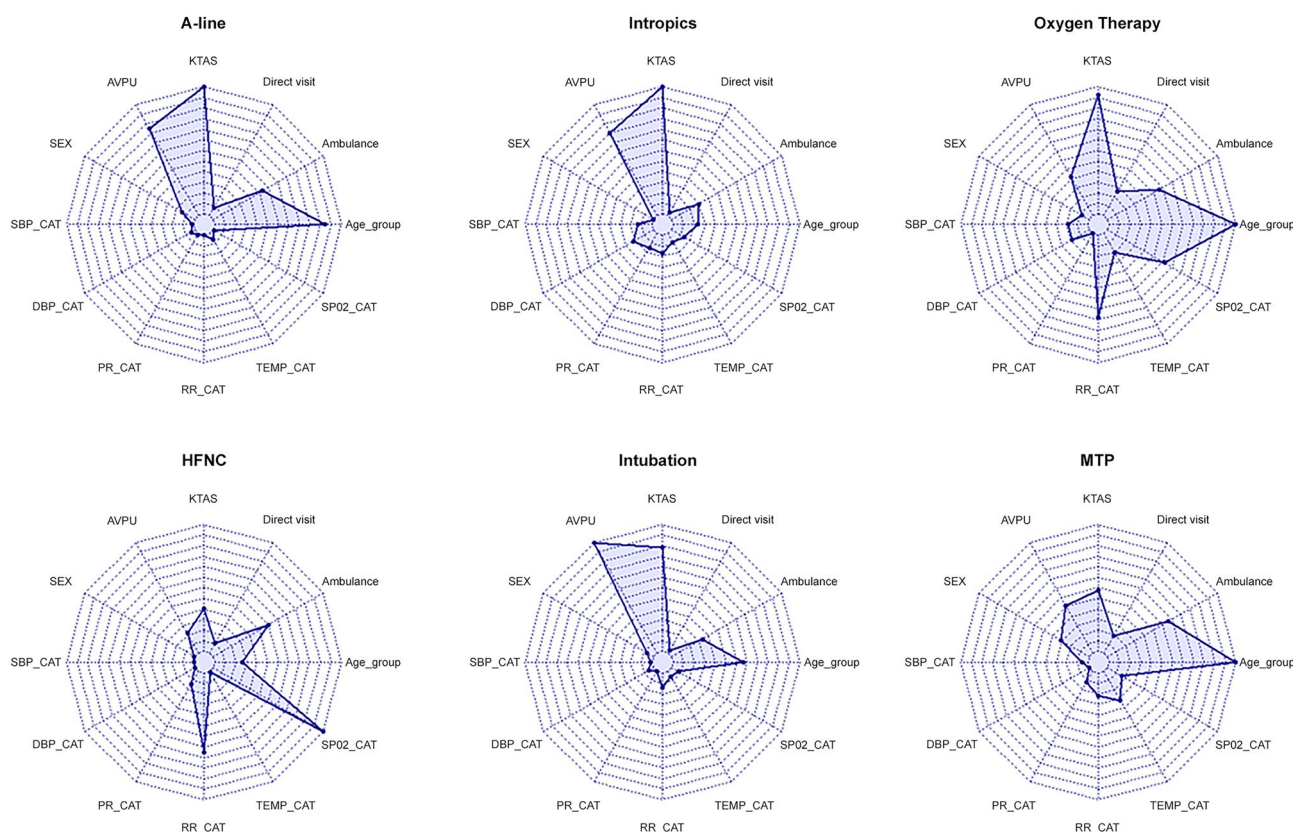 A-line
KTAS
AVPU
Direct visit
SEX
Ambulance
SBP_CAT
Age_group
DBP_CAT
SP02_CAT
PR_CAT
TEMP_CAT
RR_CAT
Intropics
KTAS
AVPU
Direct visit
SEX
Ambulance
SBP_CAT
Age_group
DBP_CAT
SP02_CAT
PR_CAT
TEMP_CAT
RR_CAT
Oxygen Therapy
KTAS
AVPU
Direct visit
SEX
Ambulance
SBP_CAT
Age_group
DBP_CAT
SP02_CAT
PR_CAT
TEMP_CAT
RR_CAT
HFNC
KTAS
AVPU
Direct visit
SEX
Ambulance
SBP_CAT
Age_group
DBP_CAT
SP02_CAT
PR_CAT
TEMP_CAT
RR_CAT
Intubation
KTAS
AVPU
Direct visit
SEX
Ambulance
SBP_CAT
Age_group
DBP_CAT
SP02_CAT
PR_CAT
TEMP_CAT
RR_CAT
MTP
KTAS
AVPU
Direct visit
SEX
Ambulance
SBP_CAT
Age_group
DBP_CAT
SP02_CAT
PR_CAT
TEMP_CAT
RR_CAT